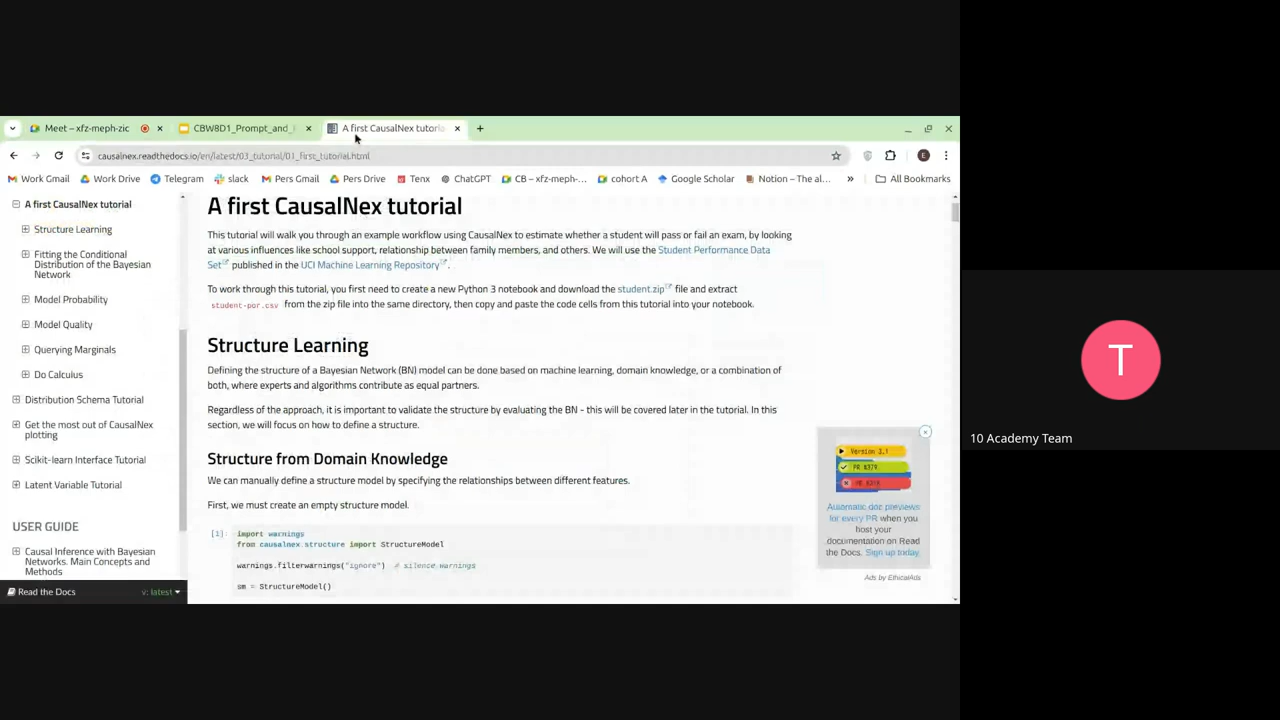 Meet – xfz-meph-zic
CBW8D1_Prompt_and_
A first CausalNex tutoria
causalnex.readthedocs.io/en/latest/03_tutorial/01_first_tutorial.html
E
Work Gmail
Work Drive
Telegram
slack
Pers Gmail
Pers Drive
Tenx
ChatGPT
CB – xfz-meph-...
cohort A
Google Scholar
Notion – The al...
All Bookmarks
A first CausalNex tutorial
Structure Learning
Fitting the Conditional
Distribution of the Bayesian
Network
Model Probability
Model Quality
Querying Marginals
Do Calculus
Distribution Schema Tutorial
Get the most out of CausalNex
plotting
Scikit-learn Interface Tutorial
Latent Variable Tutorial
USER GUIDE
Causal Inference with Bayesian
Networks. Main Concepts and
Methods
Read the Docs
v: latest
A first CausalNex tutorial
This tutorial will walk you through an example workflow using CausalNex to estimate whether a student will pass or fail an exam, by looking
at various influences like school support, relationship between family members, and others. We will use the Student Performance Data
Set published in the UCI Machine Learning Repository.
To work through this tutorial, you first need to create a new Python 3 notebook and download the student.zip file and extract
student-por.csv from the zip file into the same directory, then copy and paste the code cells from this tutorial into your notebook.
Structure Learning
Defining the structure of a Bayesian Network (BN) model can be done based on machine learning, domain knowledge, or a combination of
both, where experts and algorithms contribute as equal partners.
Regardless of the approach, it is important to validate the structure by evaluating the BN - this will be covered later in the tutorial. In this
section, we will focus on how to define a structure.
Structure from Domain Knowledge
We can manually define a structure model by specifying the relationships between different features.
First, we must create an empty structure model.
[1]: import warnings
from causalnex.structure import StructureModel
warnings.filterwarnings("ignore") # silence warnings
sm = StructureModel()
Version 2.1
PR #379
Automatic doc previews
for every PR when you
host your
documentation on Read
the Docs. Sign up today.
Ads by EthicalAds
T
10 Academy Team